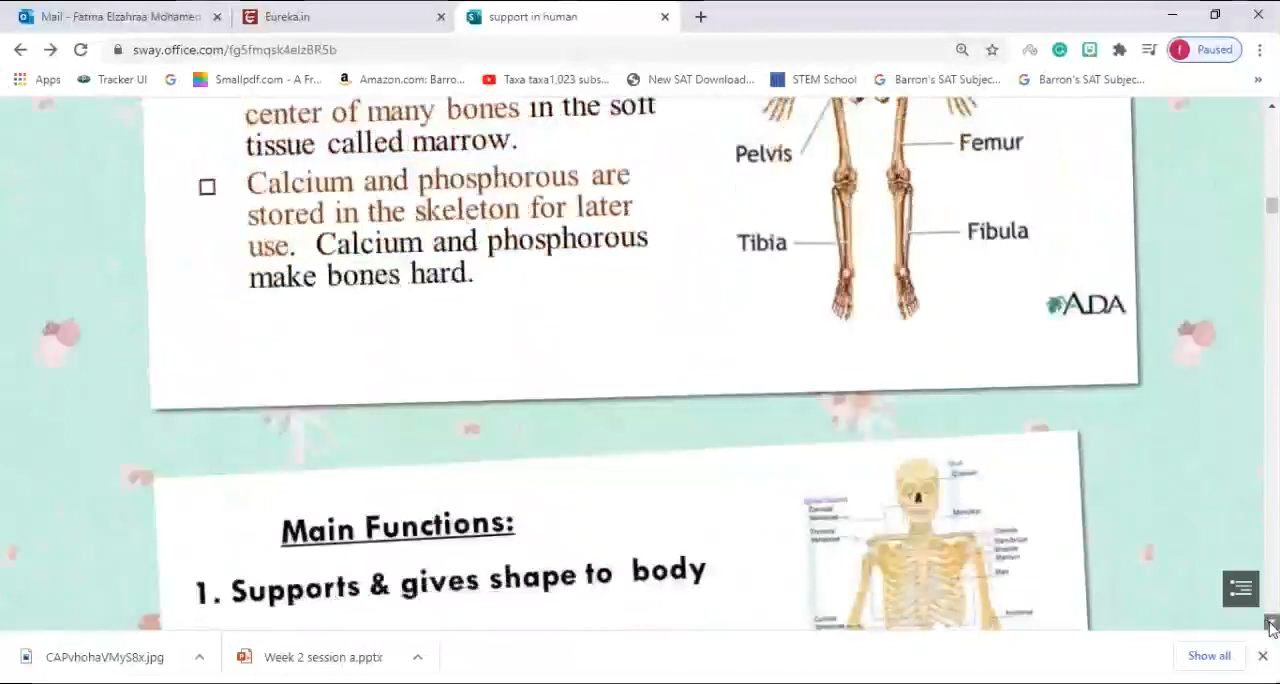 Mail - Fatma Elzahraa Mohamed
Eureka.in
support in human
sway.office.com/fg5fmqsk4elzBR5b
Paused
Apps
Tracker UI
Smallpdf.com - A Fr...
Amazon.com: Barro...
Taxa taxa1,023 subs...
New SAT Download...
STEM School
Barron's SAT Subjec...
Barron's SAT Subjec...
center of many bones in the soft
tissue called marrow.
Calcium and phosphorous are
stored in the skeleton for later
use. Calcium and phosphorous
make bones hard.
Pelvis
Femur
Tibia
Fibula
ADA
Main Functions:
1. Supports & gives shape to body
CAPvhohaVMyS8x.jpg
Week 2 session a.pptx
Show all